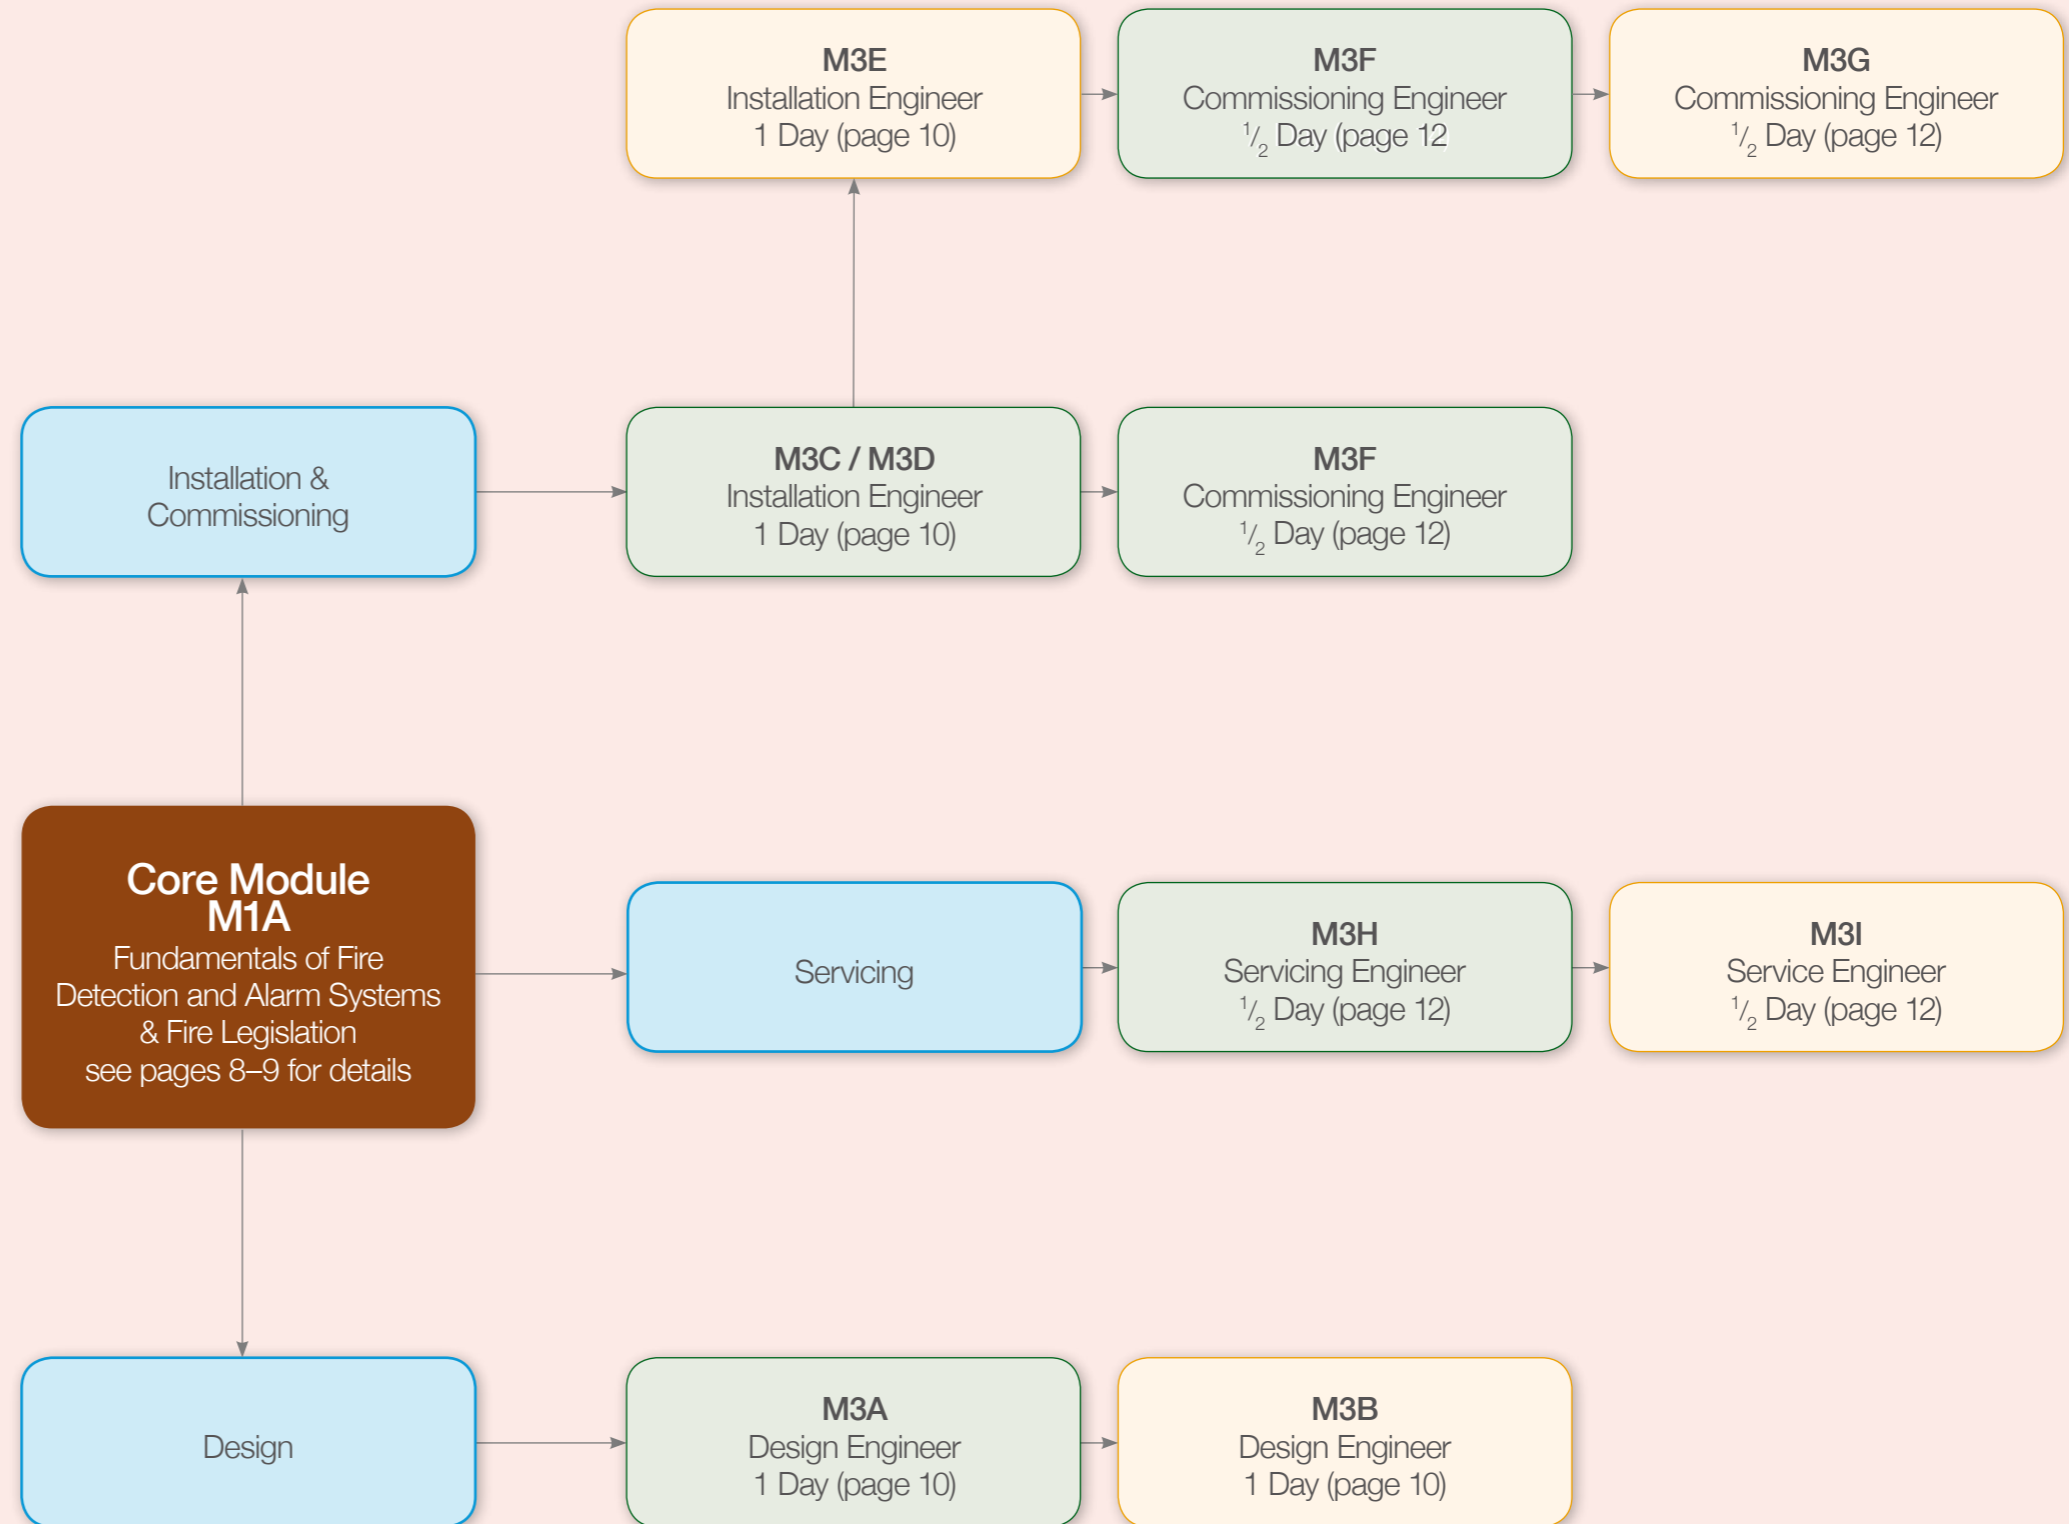 M3E
Installation Engineer
1 Day (page 10)
M3F
Commissioning Engineer
1/2 Day (page 12
M3G
Commissioning Engineer
1/2 Day (page 12)
Installation &
Commissioning
M3C / M3D
Installation Engineer
1 Day (page 10)
M3F
Commissioning Engineer
1/2 Day (page 12)
Core Module
M1A
Fundamentals of Fire
Detection and Alarm Systems
& Fire Legislation
see pages 8–9 for details
Servicing
M3H
Servicing Engineer
1/2 Day (page 12)
M3I
Service Engineer
1/2 Day (page 12)
Design
M3A
Design Engineer
1 Day (page 10)
M3B
Design Engineer
1 Day (page 10)